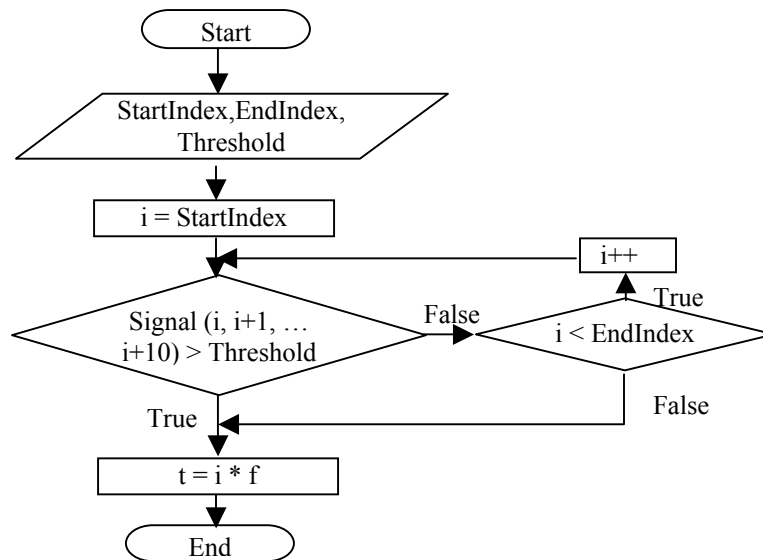 Start
StartIndex,EndIndex,
Threshold
i = StartIndex
i++
Signal (i, i+1, …
i+10) > Threshold
False
True
i < EndIndex
True
False
t = i * f
End